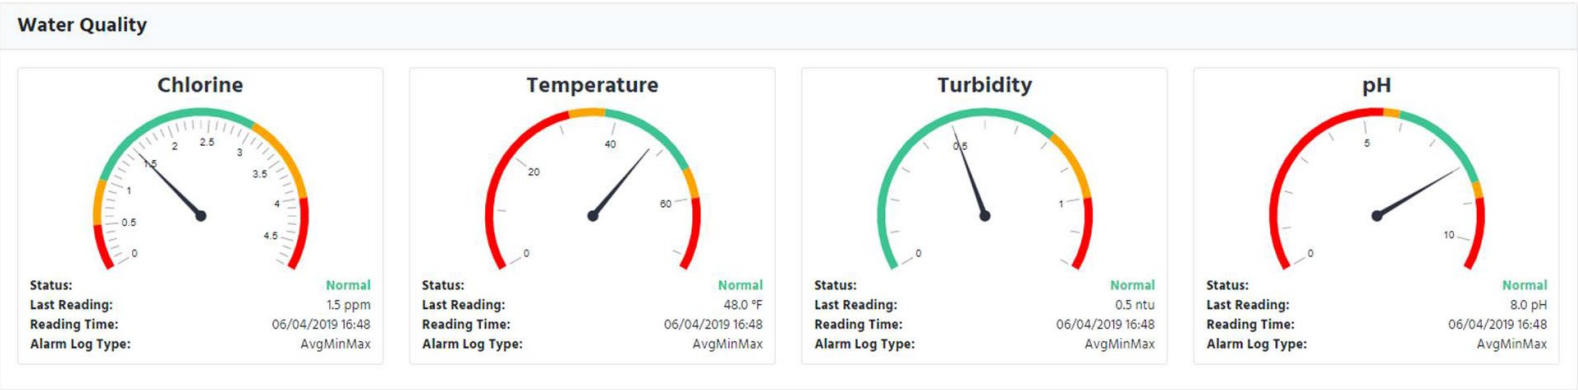 Water Quality
Chlorine
0
0.5
1
1.5
2
2.5
3
3.5
4
4.5
Status: Normal
Last Reading: 1.5 ppm
Reading Time: 06/04/2019 16:48
Alarm Log Type: AvgMinMax
Temperature
0
20
40
60
Status: Normal
Last Reading: 48.0 °F
Reading Time: 06/04/2019 16:48
Alarm Log Type: AvgMinMax
Turbidity
0
0.5
1
Status: Normal
Last Reading: 0.5 ntu
Reading Time: 06/04/2019 16:48
Alarm Log Type: AvgMinMax
pH
0
5
10
Status: Normal
Last Reading: 8.0 pH
Reading Time: 06/04/2019 16:48
Alarm Log Type: AvgMinMax